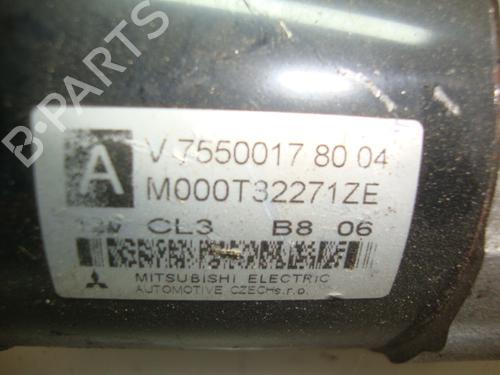 B-PARTS
A
V 7550017 80 04
M000T32271ZE
12V CL3 B8 06
MITSUBISHI ELECTRIC
AUTOMOTIVE CZECH s.r.o.